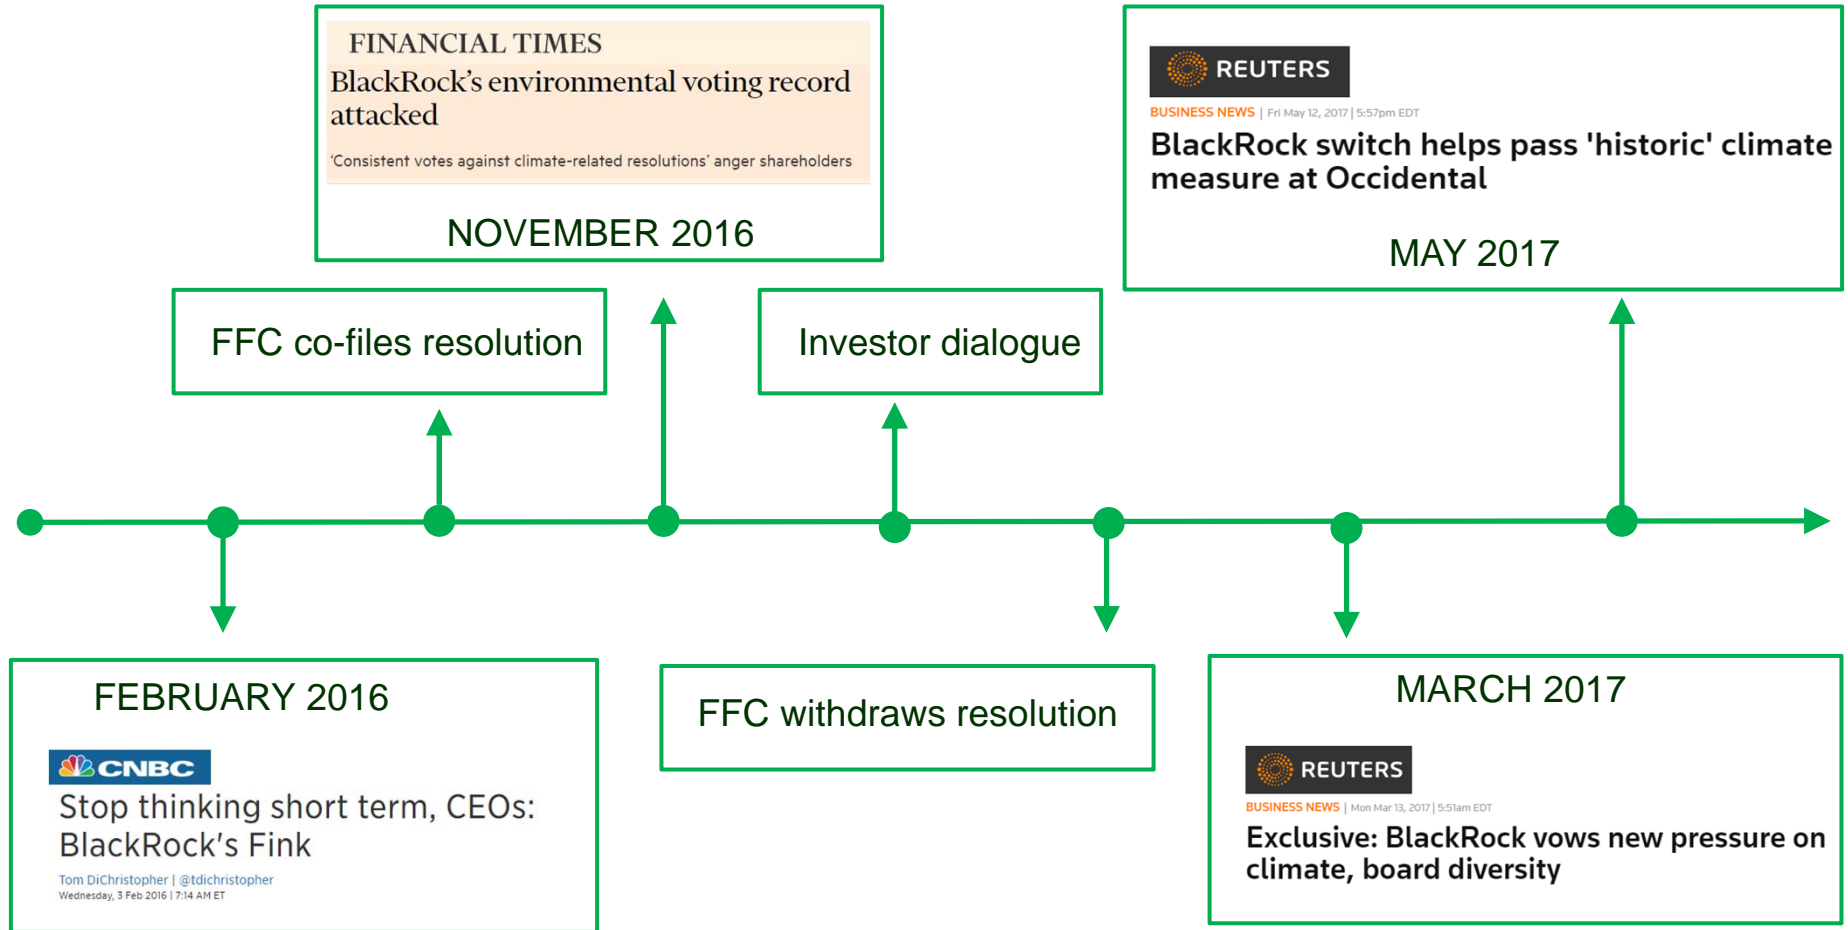 FINANCIAL TIMES
BlackRock's environmental voting record
attacked
'Consistent votes against climate-related resolutions' anger shareholders
NOVEMBER 2016
REUTERS
BUSINESS NEWS | Fri May 12, 2017 | 5:57pm EDT
BlackRock switch helps pass 'historic' climate
measure at Occidental
MAY 2017
FFC co-files resolution
Investor dialogue
FEBRUARY 2016
CNBC
Stop thinking short term, CEOs:
BlackRock's Fink
Tom DiChristopher | @tdichristopher
Wednesday, 3 Feb 2016 | 7:14 AM ET
FFC withdraws resolution
MARCH 2017
REUTERS
BUSINESS NEWS | Mon Mar 13, 2017 | 5:51am EDT
Exclusive: BlackRock vows new pressure on
climate, board diversity